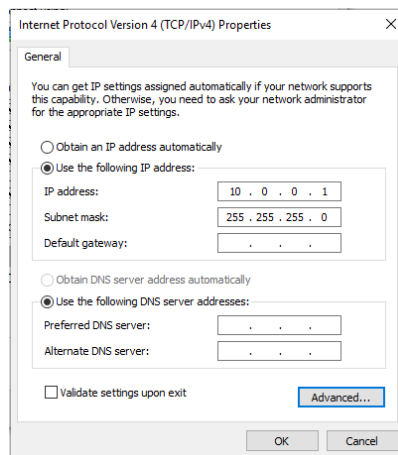 Internet Protocol Version 4 (TCP/IPv4) Properties
General
You can get IP settings assigned automatically if your network supports
this capability. Otherwise, you need to ask your network administrator
for the appropriate IP settings.
Obtain an IP address automatically
Use the following IP address:
IP address: 10 . 0 . 0 . 1
Subnet mask: 255 . 255 . 255 . 0
Default gateway: . . .
Obtain DNS server address automatically
Use the following DNS server addresses:
Preferred DNS server: . . .
Alternate DNS server: . . .
Validate settings upon exit
Advanced...
OK Cancel